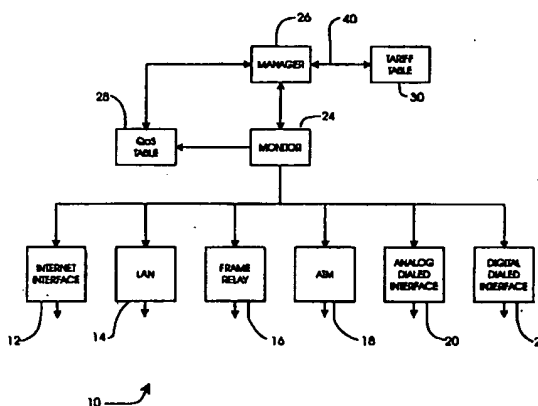 26
40
MANAGER
TARIFF
TABLE
30
28
24
QoS
TABLE
MONITOR
INTERNET
INTERFACE
LAN
FRAME
RELAY
ATM
ANALOG
DIALED
INTERFACE
DIGITAL
DIALED
INTERFACE
12
14
16
18
20
10